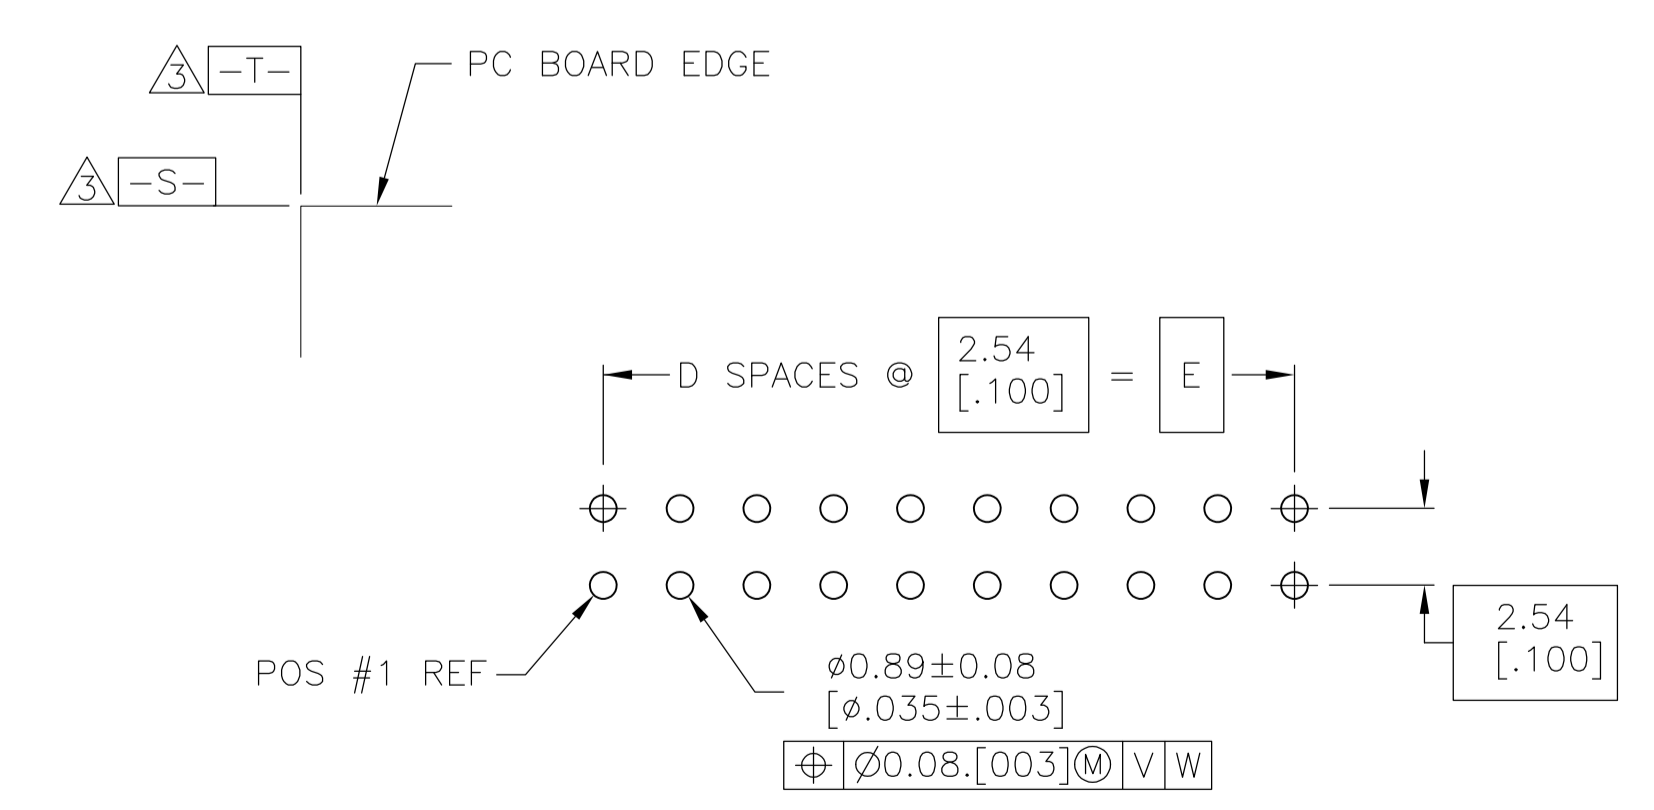 3 -T-
PC BOARD EDGE
3 -S-
D SPACES @ 2.54 [.100] = E
POS #1 REF
ø0.89±0.08
[ø.035±.003]
⌖ Ø0.08.[003]Ⓜ V W
2.54
[.100]